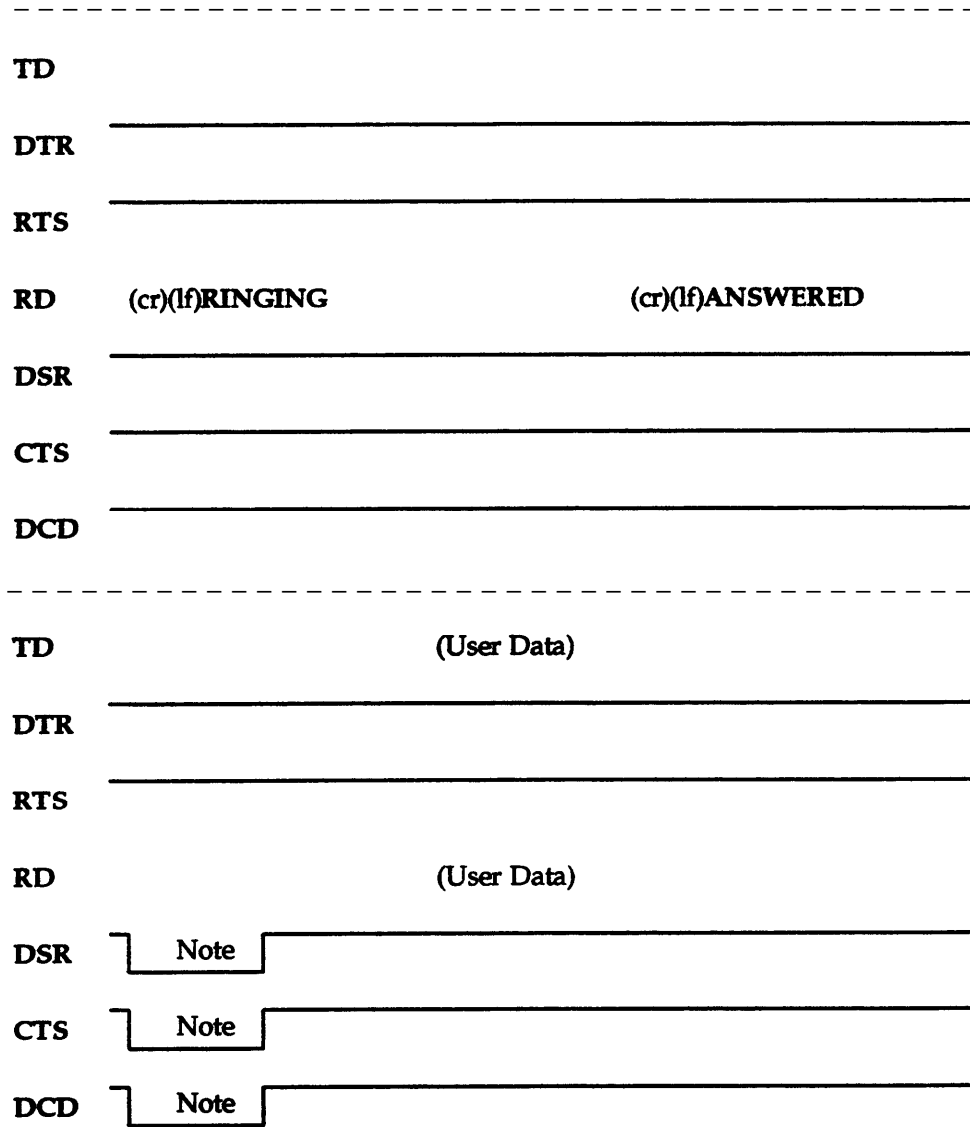 TD
DTR
RTS
RD (cr)(lf)RINGING (cr)(lf)ANSWERED
DSR
CTS
DCD
TD (User Data)
DTR
RTS
RD (User Data)
DSR Note
CTS Note
DCD Note